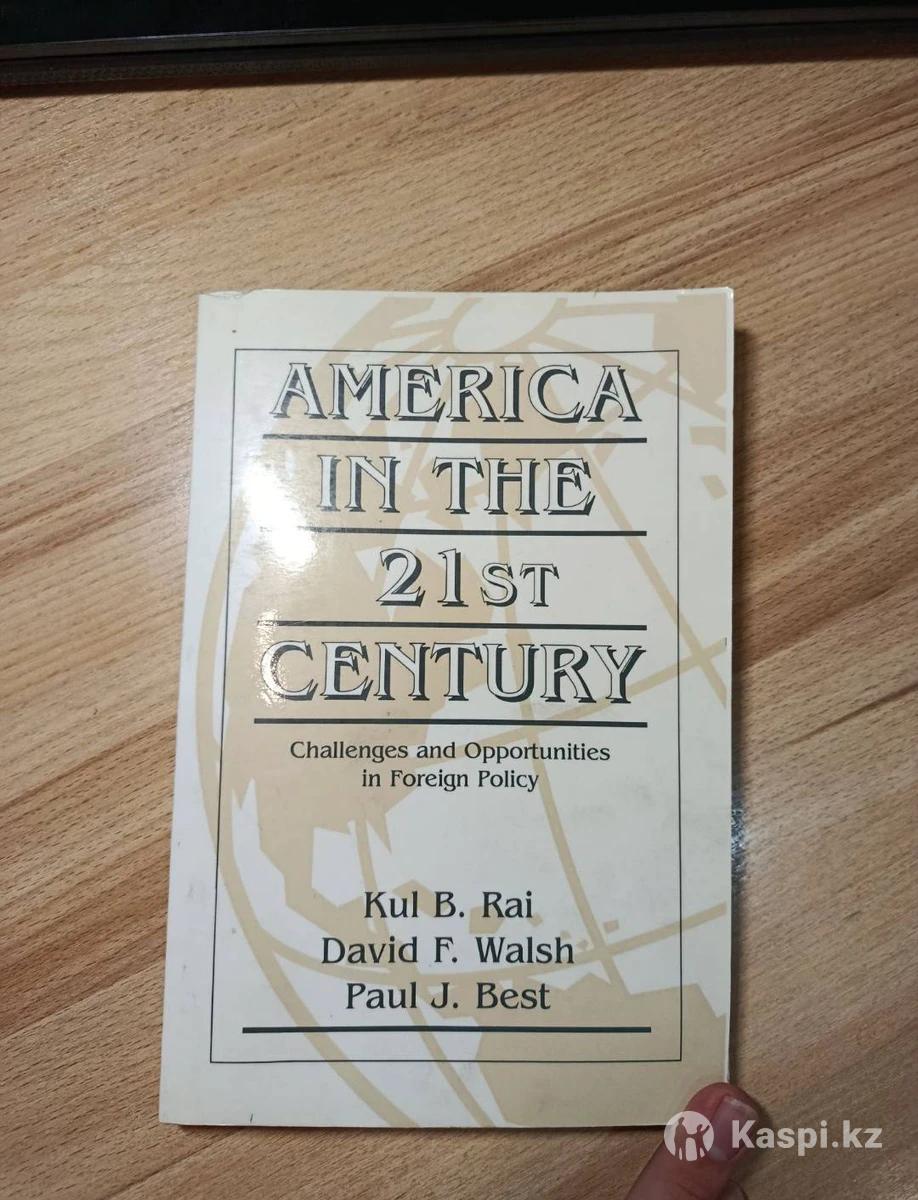 AMERICA
IN THE
21ST
CENTURY
Challenges and Opportunities
in Foreign Policy
Kul B. Rai
David F. Walsh
Paul J. Best
Kaspi.kz